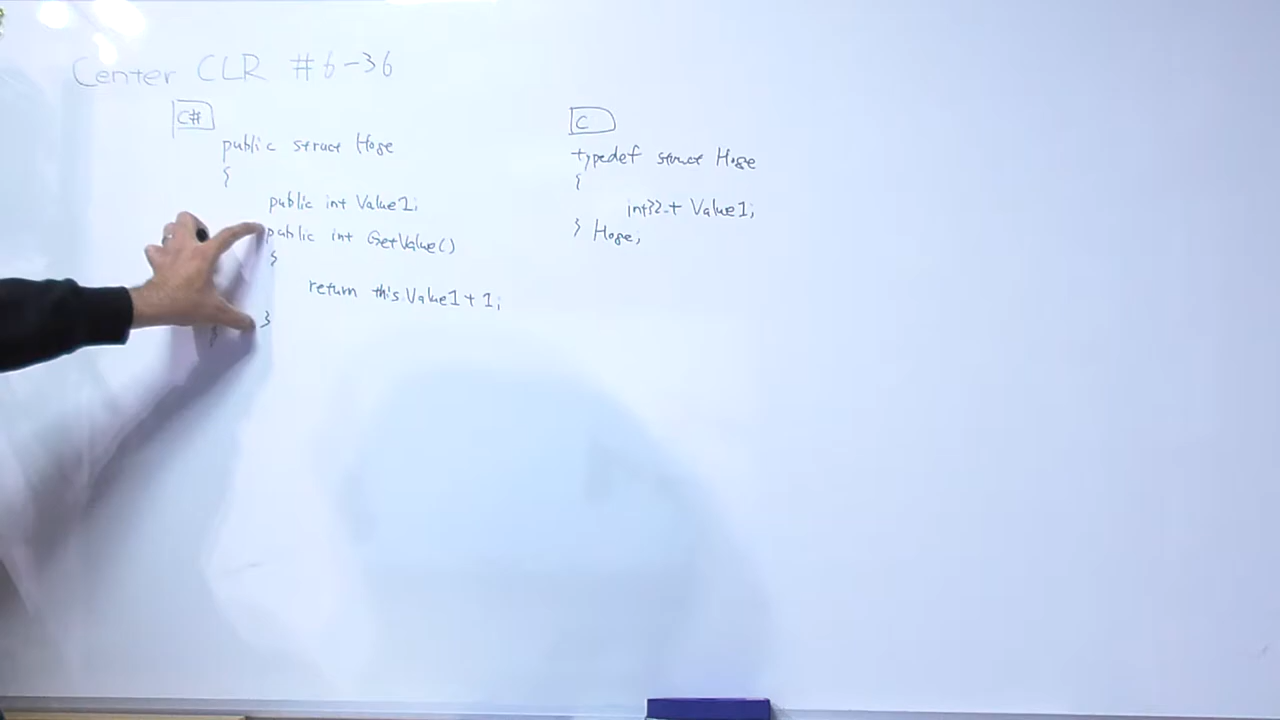 Center CLR #6-36
C#
public struct Hoge
{
public int Value1;
public int GetValue()
{
return this Value1 + 1;
}
}
C
typedef struct Hoge
{
int32_t Value1;
} Hoge;